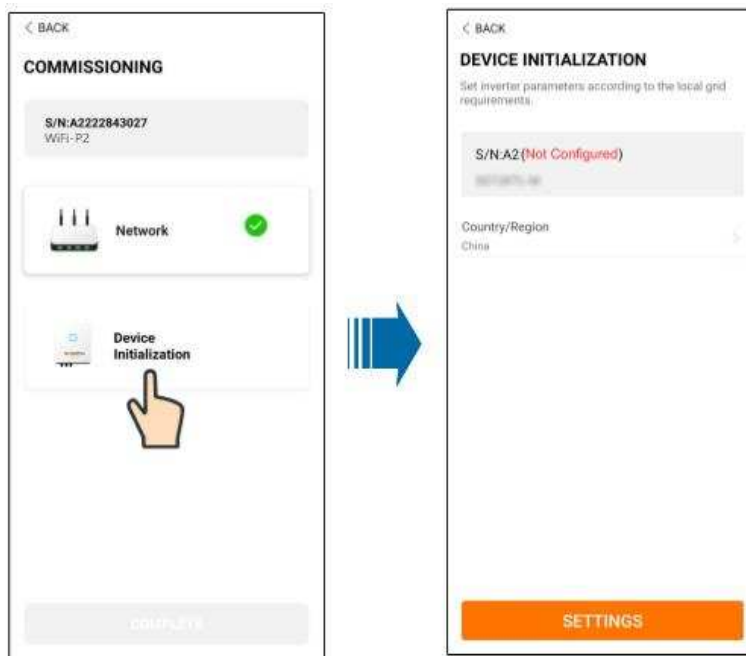 < BACK
COMMISSIONING
S/N:A2222843027
WiFi-P2
Network
Device
Initialization
COMPLETE
< BACK
DEVICE INITIALIZATION
Set inverter parameters according to the local grid
requirements.
S/N:A2(Not Configured)
Country/Region
China
SETTINGS